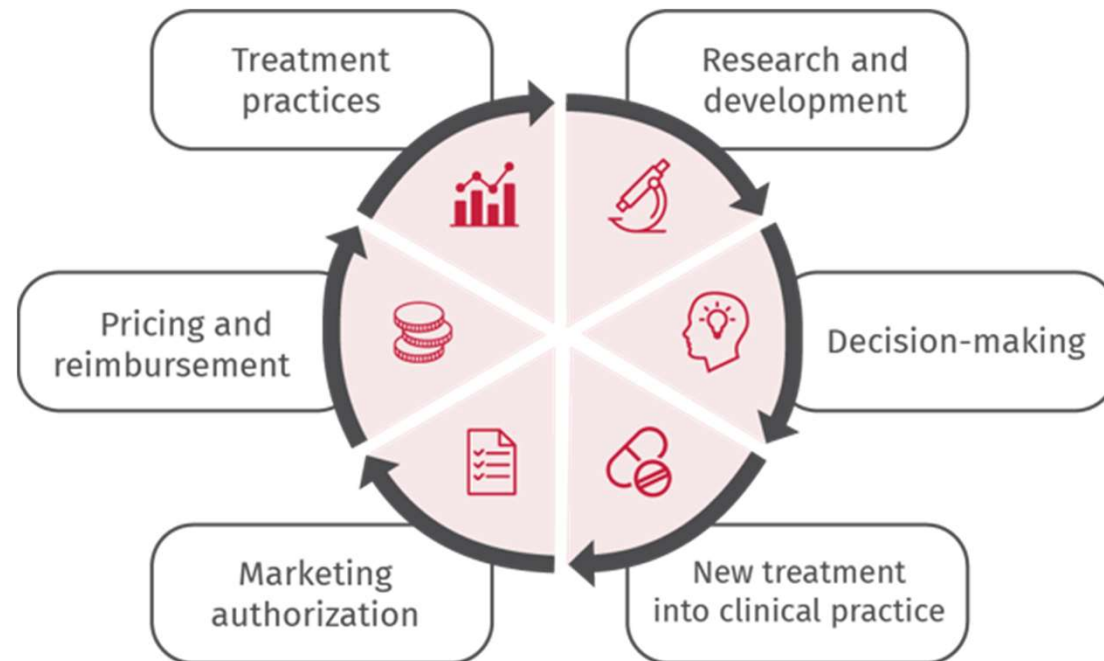 Treatment
practices
Research and
development
Pricing and
reimbursement
Decision-making
Marketing
authorization
New treatment
into clinical practice